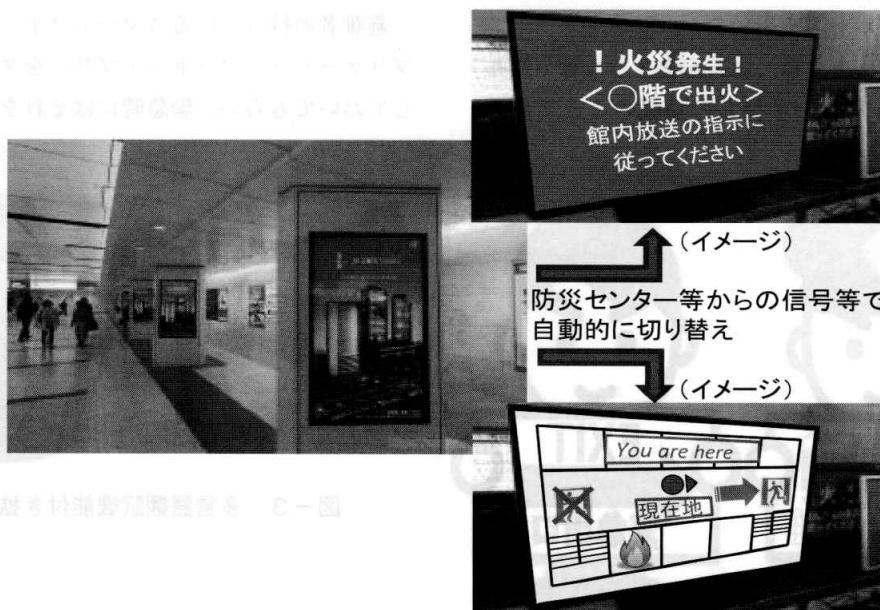 ！火災発生！
＜○階で出火＞
館内放送の指示に
従ってください
（イメージ）
防災センター等からの信号等で
自動的に切り替え
（イメージ）
You are here
現在地